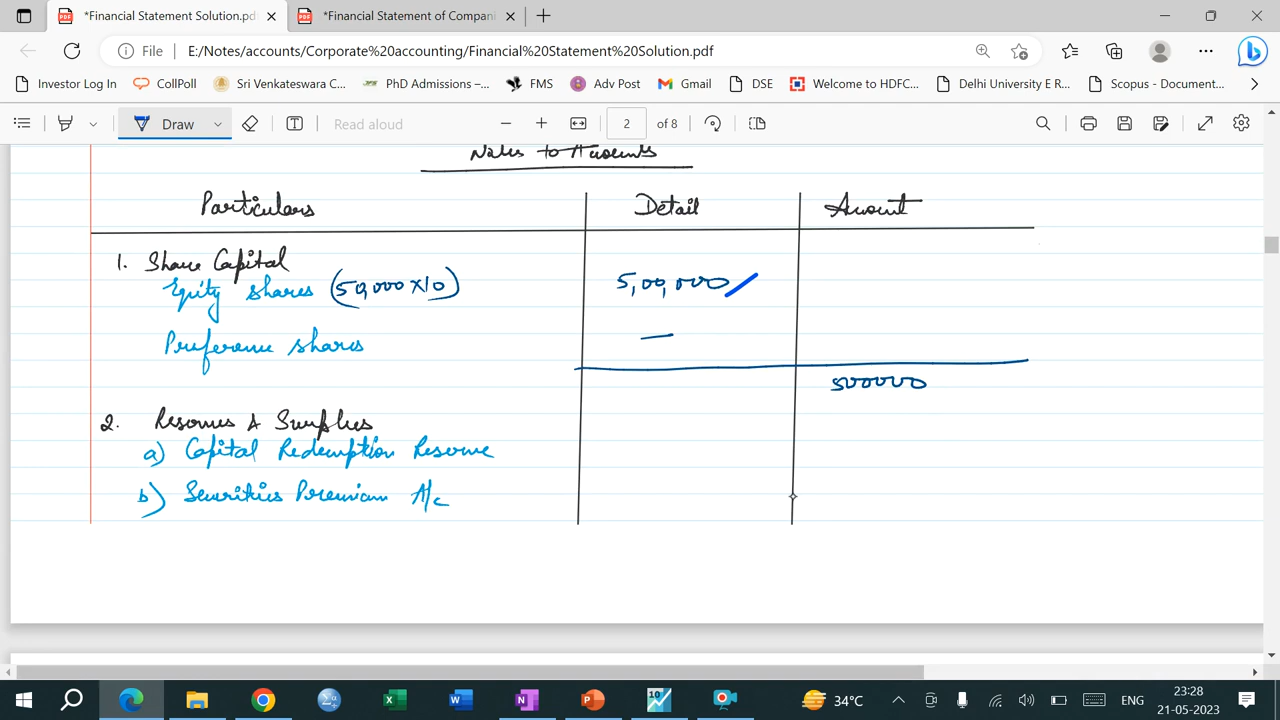 *Financial Statement Solution.pdf
*Financial Statement of Compani
File E:/Notes/accounts/Corporate%20accounting/Financial%20Statement%20Solution.pdf
Investor Log In CollPoll Sri Venkateswara C... PhD Admissions –... FMS Adv Post Gmail DSE Welcome to HDFC... Delhi University E R... Scopus - Document...
Draw Read aloud 2 of 8
Notes to Accounts
Particulars Detail Amount
1. Share Capital
Equity shares (50,000 X 10) 5,00,000
Preference shares —
500000
2. Reserves & Surplus
a) Capital Redemption Reserve
b) Securities Premium A/c
34°C ENG 23:28
21-05-2023